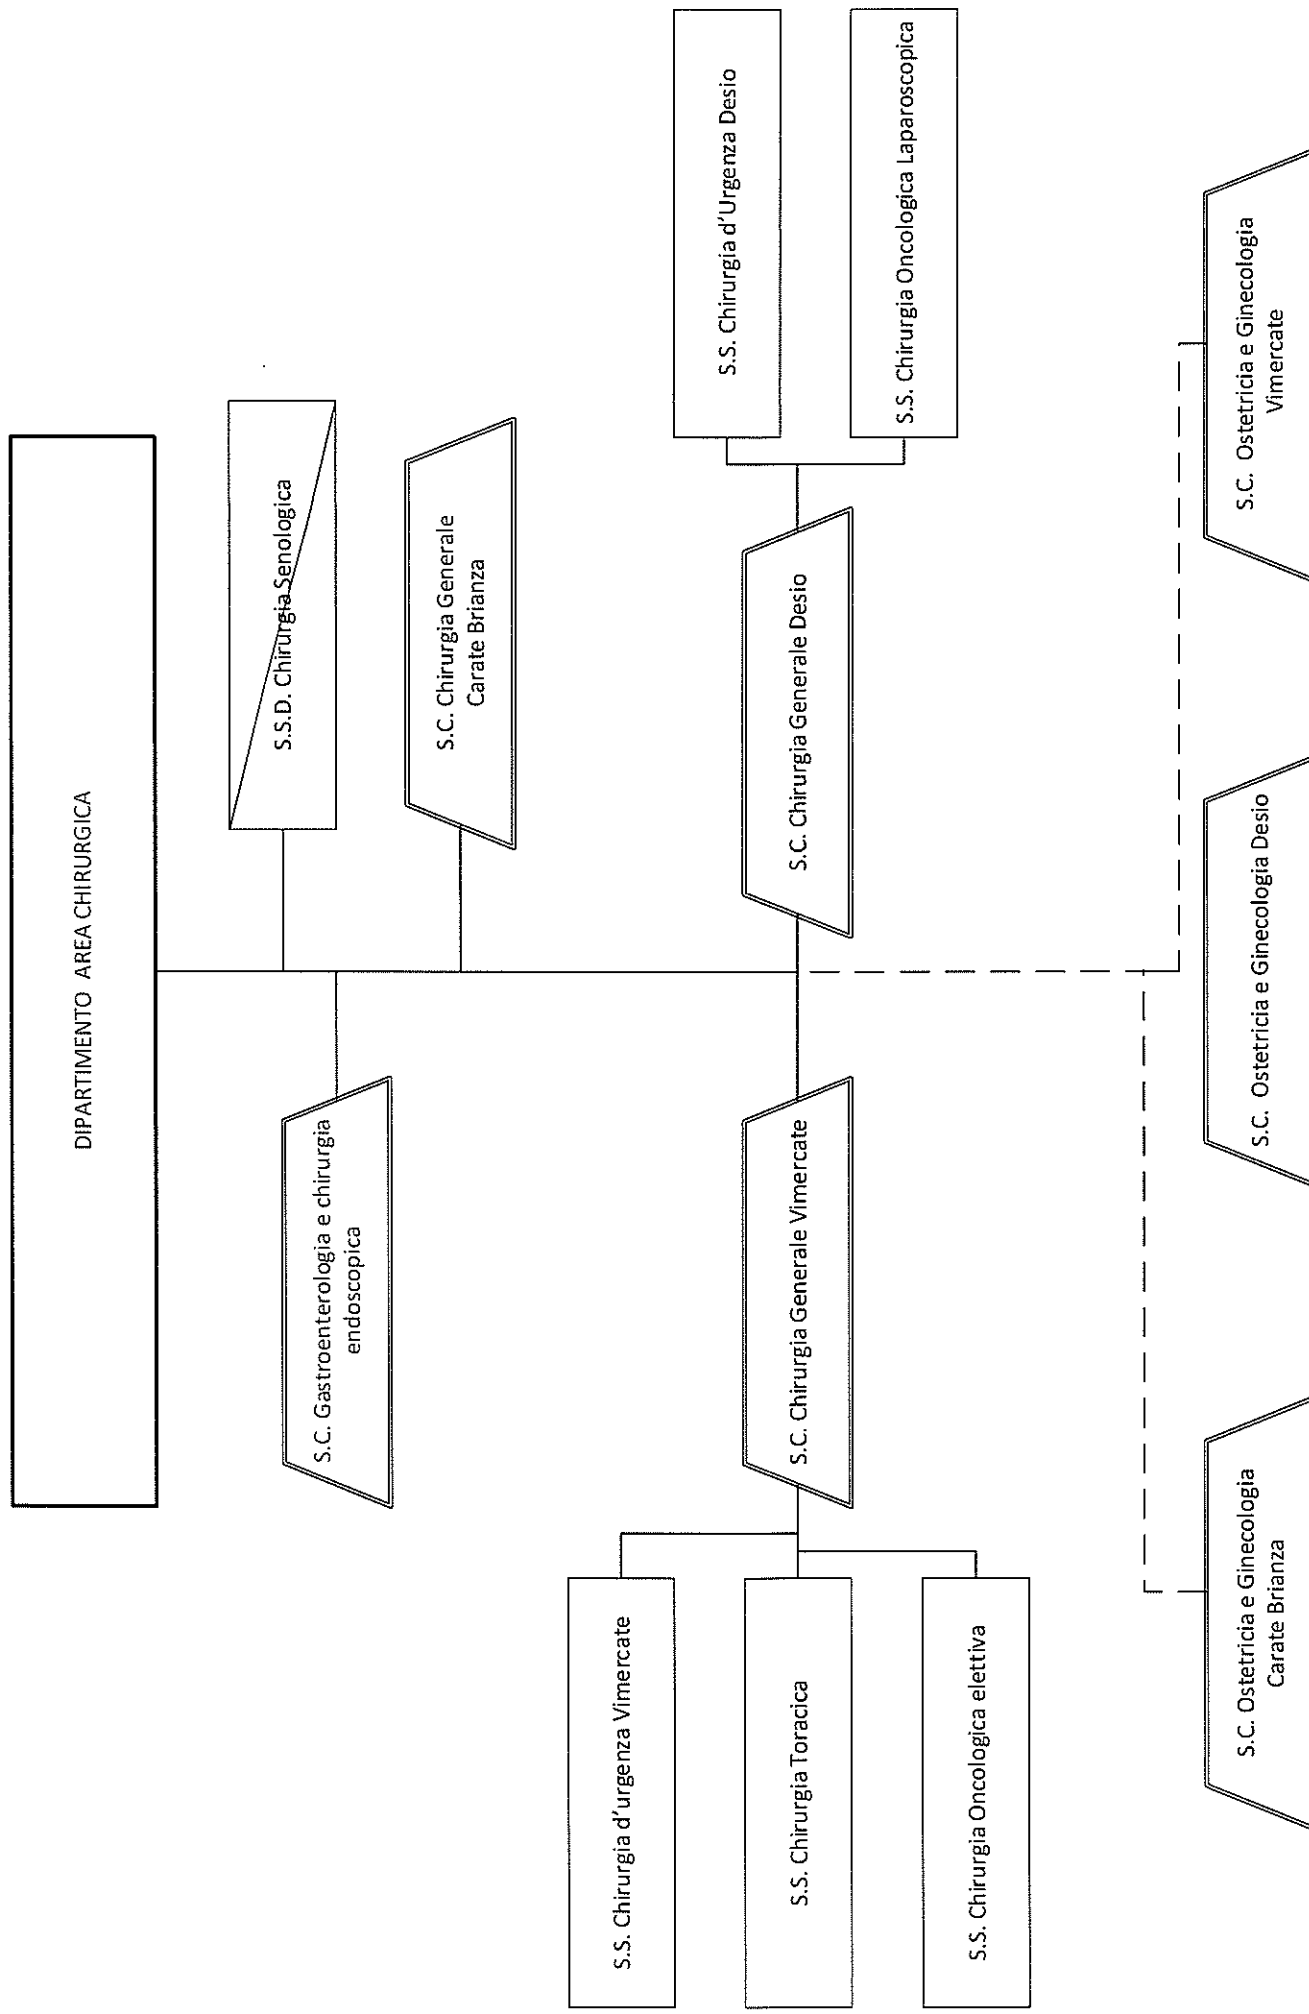 DIPARTIMENTO AREA CHIRURGICA
S.C. Gastroenterologia e chirurgia
endoscopica
S.S.D. Chirurgia Senologica
S.C. Chirurgia Generale
Carate Brianza
S.S. Chirurgia d'urgenza Vimercate
S.S. Chirurgia Toracica
S.S. Chirurgia Oncologica elettiva
S.C. Chirurgia Generale Vimercate
S.C. Chirurgia Generale Desio
S.S. Chirurgia d'Urgenza Desio
S.S. Chirurgia Oncologica Laparoscopica
S.C. Ostetricia e Ginecologia
Carate Brianza
S.C. Ostetricia e Ginecologia Desio
S.C. Ostetricia e Ginecologia
Vimercate